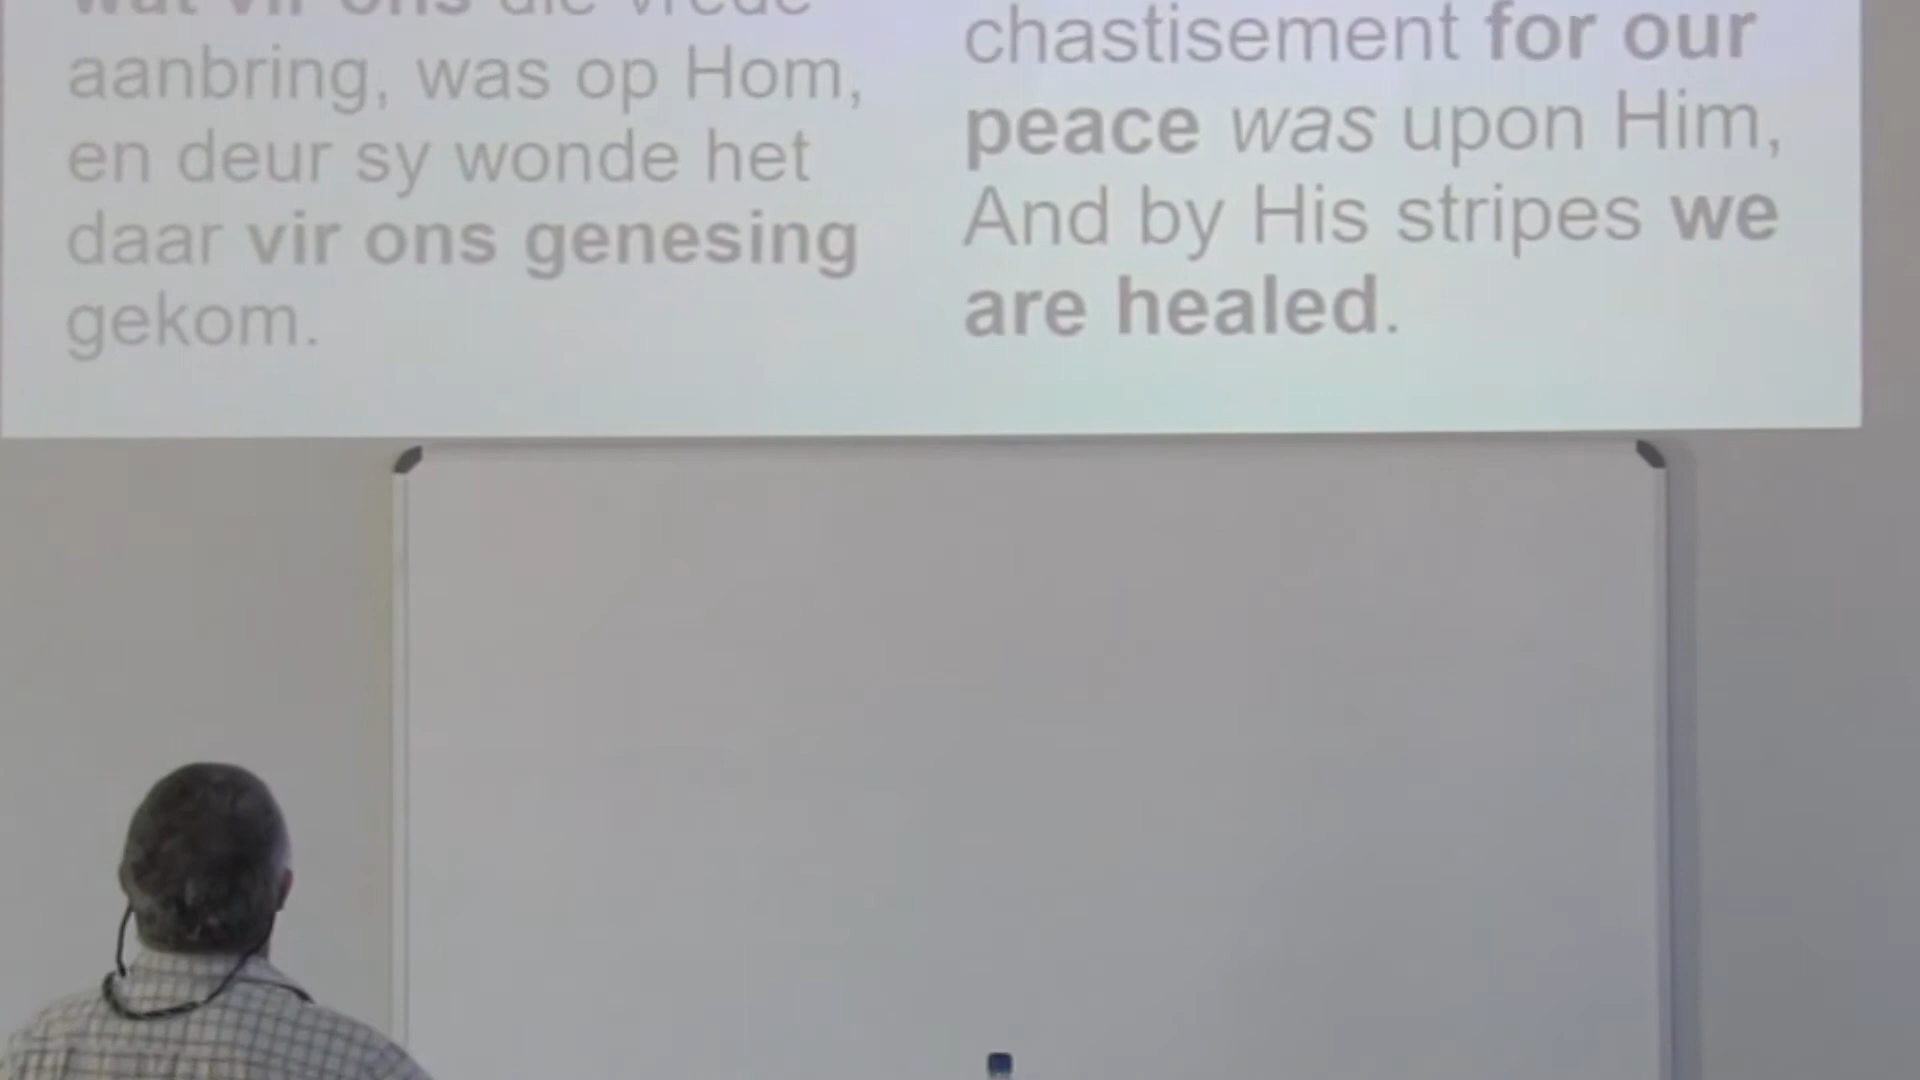 wat vir ons die vrede
aanbring, was op Hom,
en deur sy wonde het
daar vir ons genesing
gekom.
chastisement for our
peace was upon Him,
And by His stripes we
are healed.